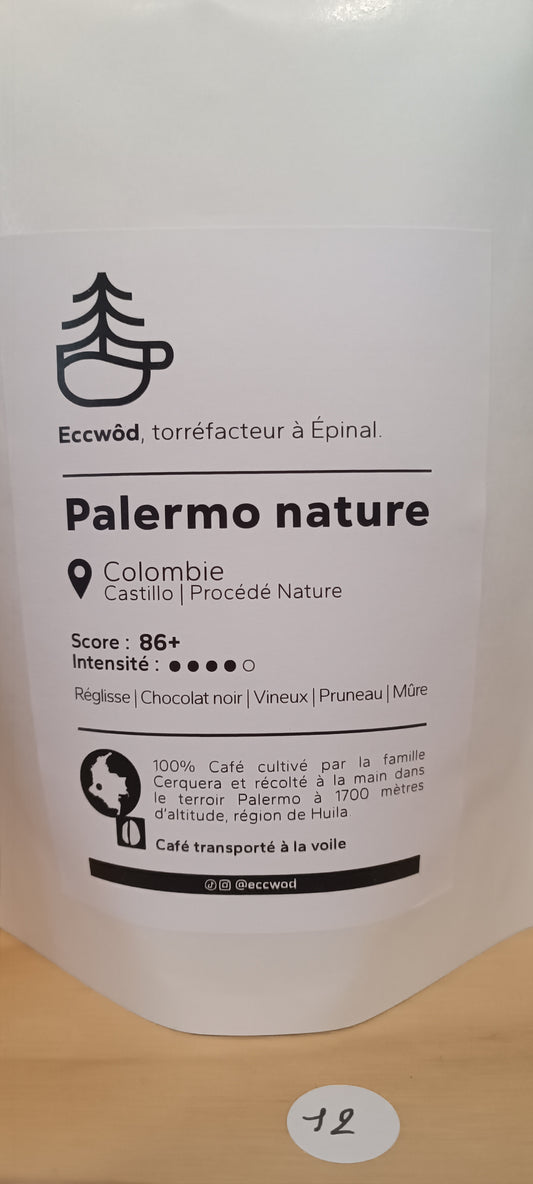 Eccwôd, torréfacteur à Épinal.
Palermo nature
Colombie
Castillo | Procédé Nature
Score : 86+
Intensité : ●●●●○
Réglisse | Chocolat noir | Vineux | Pruneau | Mûre
100% Café cultivé par la famille
Cerquera et récolté à la main dans
le terroir Palermo à 1700 mètres
d'altitude, région de Huila.
Café transporté à la voile
@eccwod
12